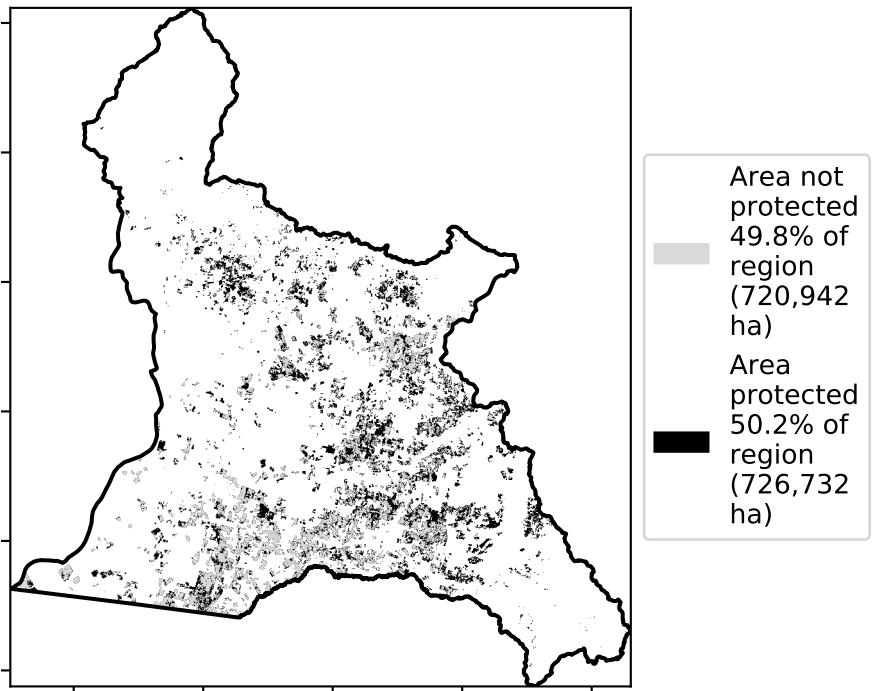 Area not
protected
49.8% of
region
(720,942
ha)
Area
protected
50.2% of
region
(726,732
ha)